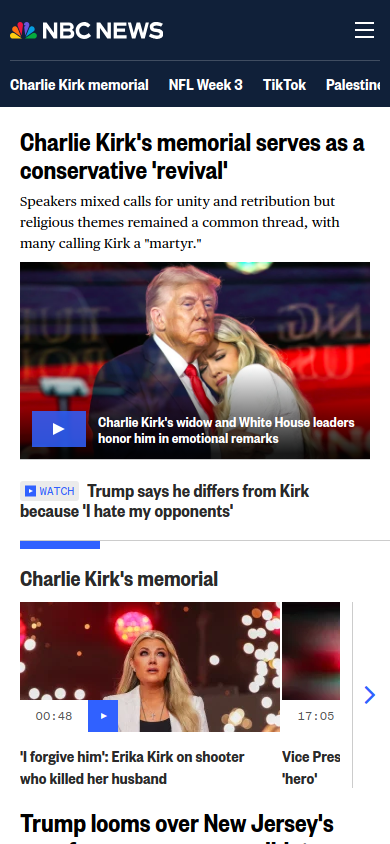 NBC NEWS
Charlie Kirk memorial NFL Week 3 TikTok
Charlie Kirk's memorial serves as a
conservative 'revival'
Speakers mixed calls for unity and retribution but
religious themes remained a common thread, with
many calling Kirk a "martyr."
Charlie Kirk's widow and White House leaders
honor him in emotional remarks
WATCH Trump says he differs from Kirk
because 'I hate my opponents'
Charlie Kirk's memorial
00:48
17:05
'I forgive him': Erika Kirk on shooter
who killed her husband
Vice Pres
'hero'
Trump looms over New Jersey's